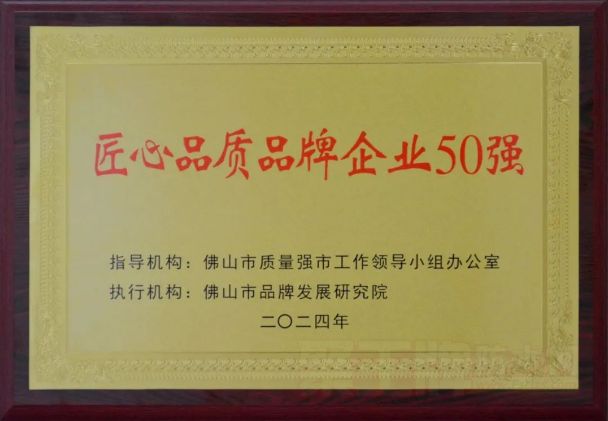 匠心品质品牌企业50强
指导机构：佛山市质量强市工作领导小组办公室
执行机构：佛山市品牌发展研究院
二〇二四年